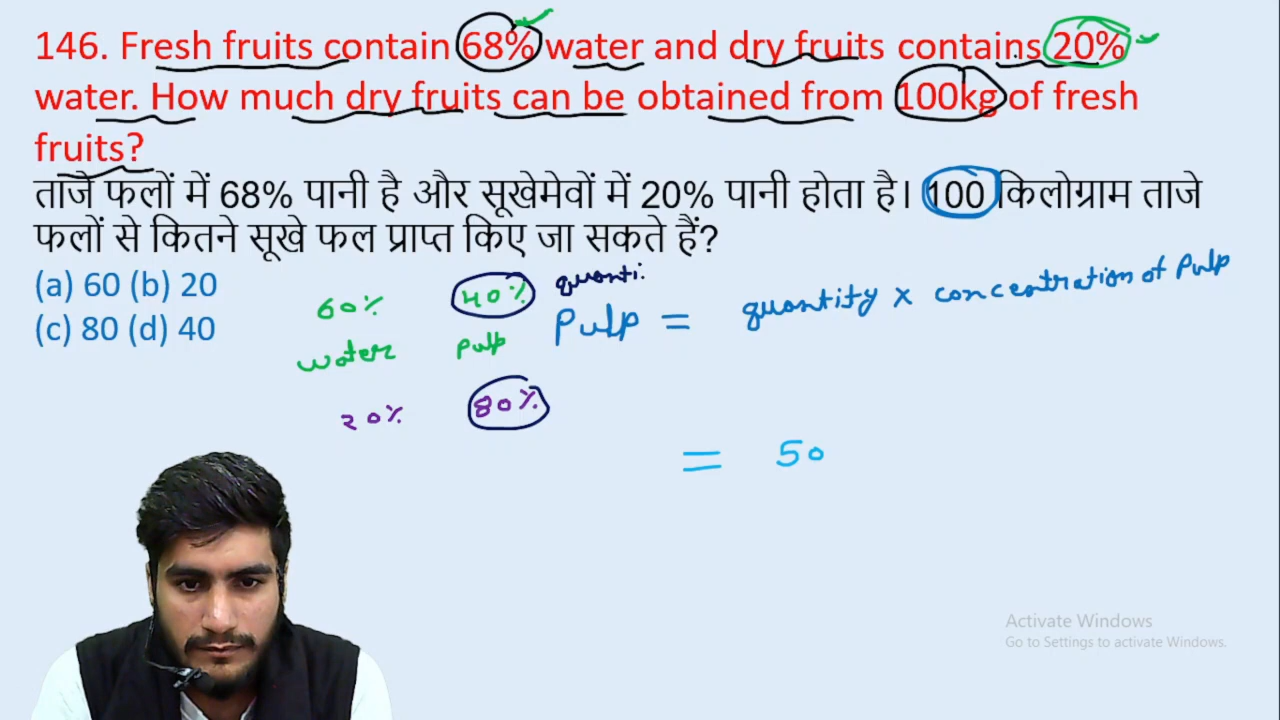 146. Fresh fruits contain 68% water and dry fruits contains 20%
water. How much dry fruits can be obtained from 100kg of fresh
fruits?
ताजे फलों में 68% पानी है और सूखेमेवों में 20% पानी होता है। 100 किलोग्राम ताजे
फलों से कितने सूखे फल प्राप्त किए जा सकते हैं?
(a) 60 (b) 20
(c) 80 (d) 40
60% 40% quanti.
water pulp
Pulp = quantity x concentration of Pulp
20% 80%
= 50
Activate Windows
Go to Settings to activate Windows.